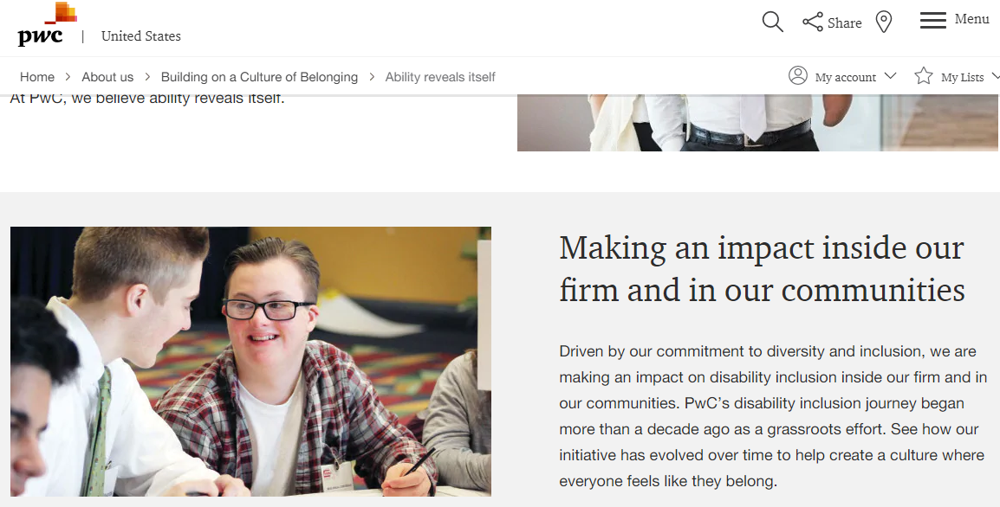 pwc | United States
Share
Menu
Home > About us > Building on a Culture of Belonging > Ability reveals itself
My account
My Lists
At PwC, we believe ability reveals itself.
Making an impact inside our
firm and in our communities
Driven by our commitment to diversity and inclusion, we are
making an impact on disability inclusion inside our firm and in
our communities. PwC's disability inclusion journey began
more than a decade ago as a grassroots effort. See how our
initiative has evolved over time to help create a culture where
everyone feels like they belong.